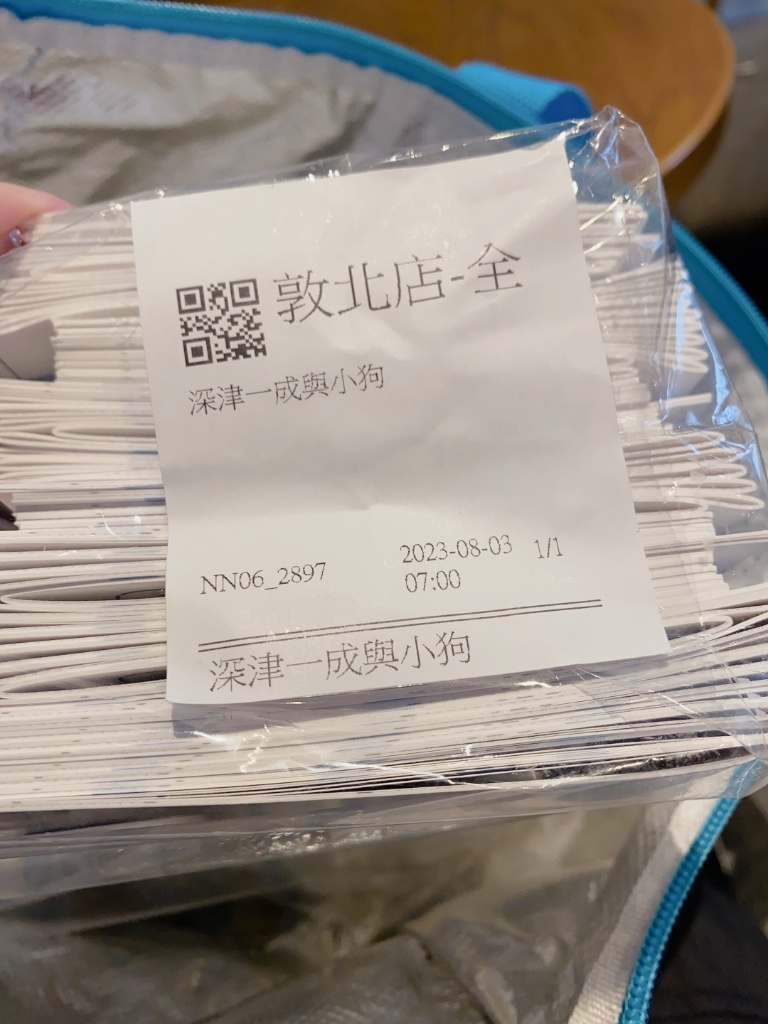 敦北店-全
深津一成與小狗
NN06_2897
2023-08-03 1/1
07:00
深津一成與小狗